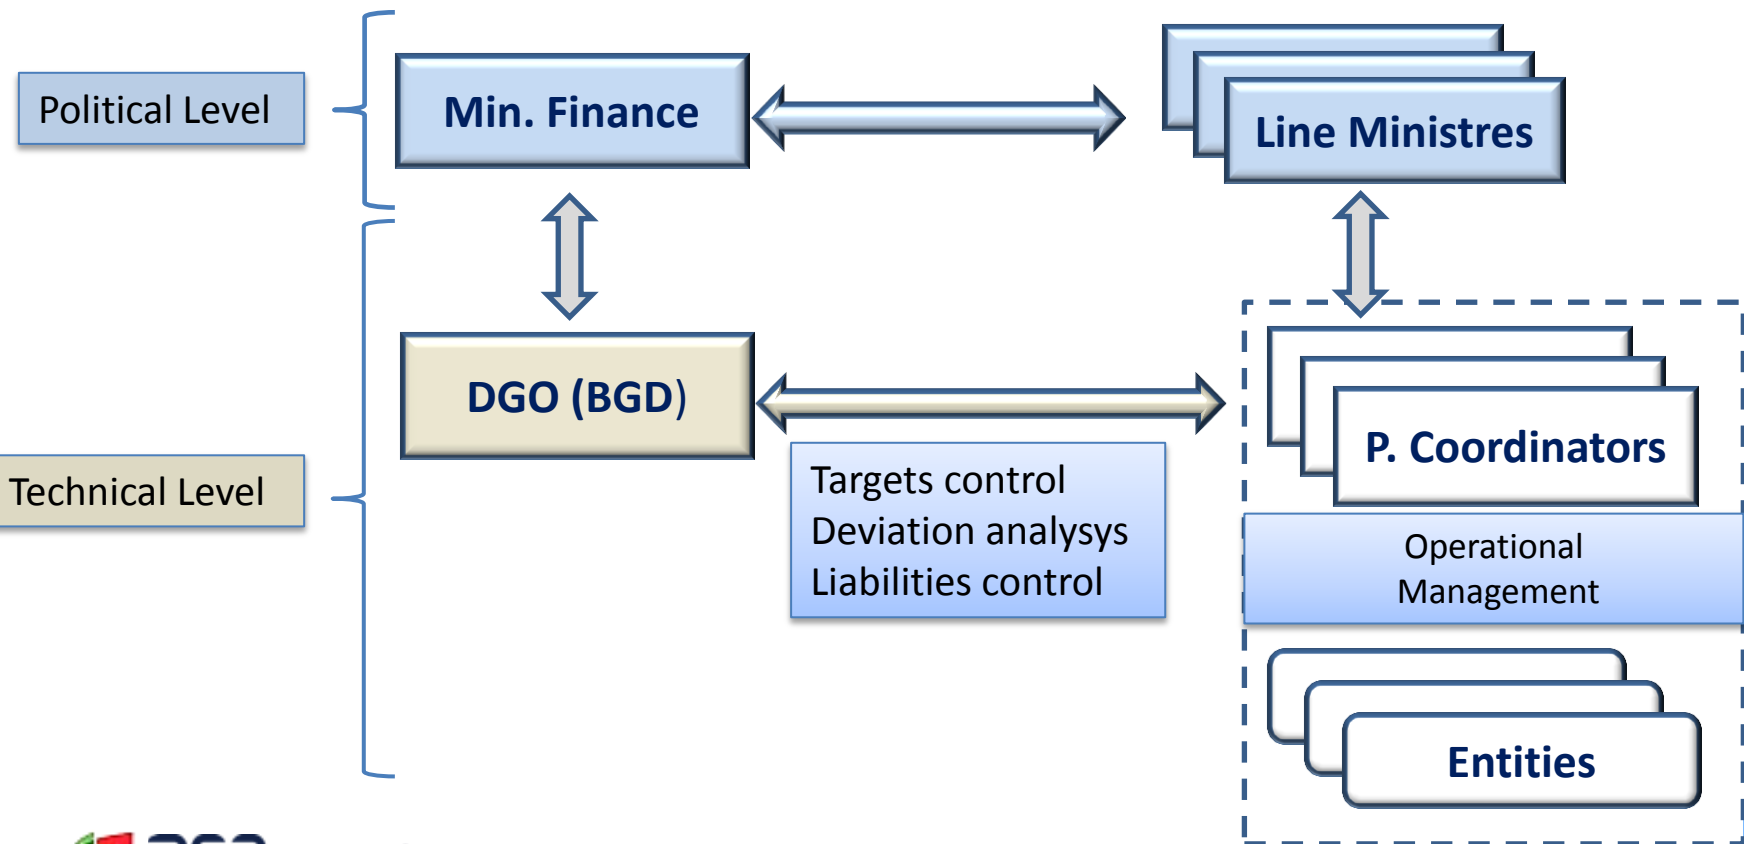 Political Level
Min. Finance
Line Ministres
DGO (BGD)
P. Coordinators
Technical Level
Targets control
Deviation analysys
Liabilities control
Operational
Management
Entities